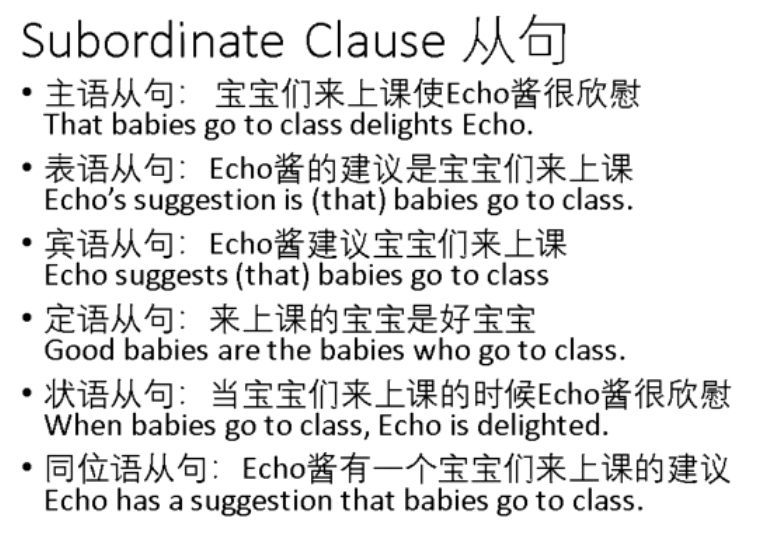 Subordinate Clause 从句
• 主语从句： 宝宝们来上课使Echo酱很欣慰
That babies go to class delights Echo.
• 表语从句：Echo酱的建议是宝宝们来上课
Echo's suggestion is (that) babies go to class.
• 宾语从句：Echo酱建议宝宝们来上课
Echo suggests (that) babies go to class
• 定语从句：来上课的宝宝是好宝宝
Good babies are the babies who go to class.
• 状语从句：当宝宝们来上课的时候Echo酱很欣慰
When babies go to class, Echo is delighted.
• 同位语从句：Echo酱有一个宝宝们来上课的建议
Echo has a suggestion that babies go to class.